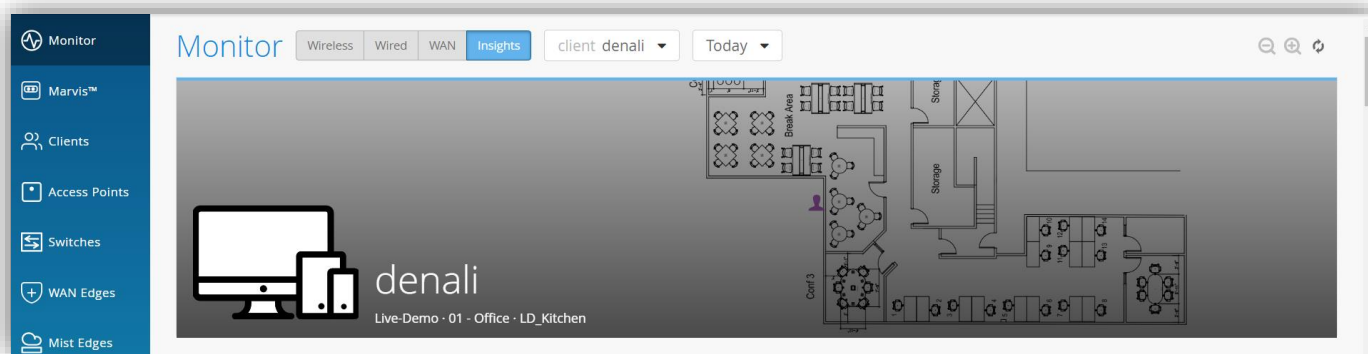 Monitor
Marvis™
Clients
Access Points
Switches
WAN Edges
Mist Edges
Monitor
Wireless Wired WAN Insights
client denali
Today
Break Area
Storage
Conf 3
denali
Live-Demo · 01 - Office · LD_Kitchen